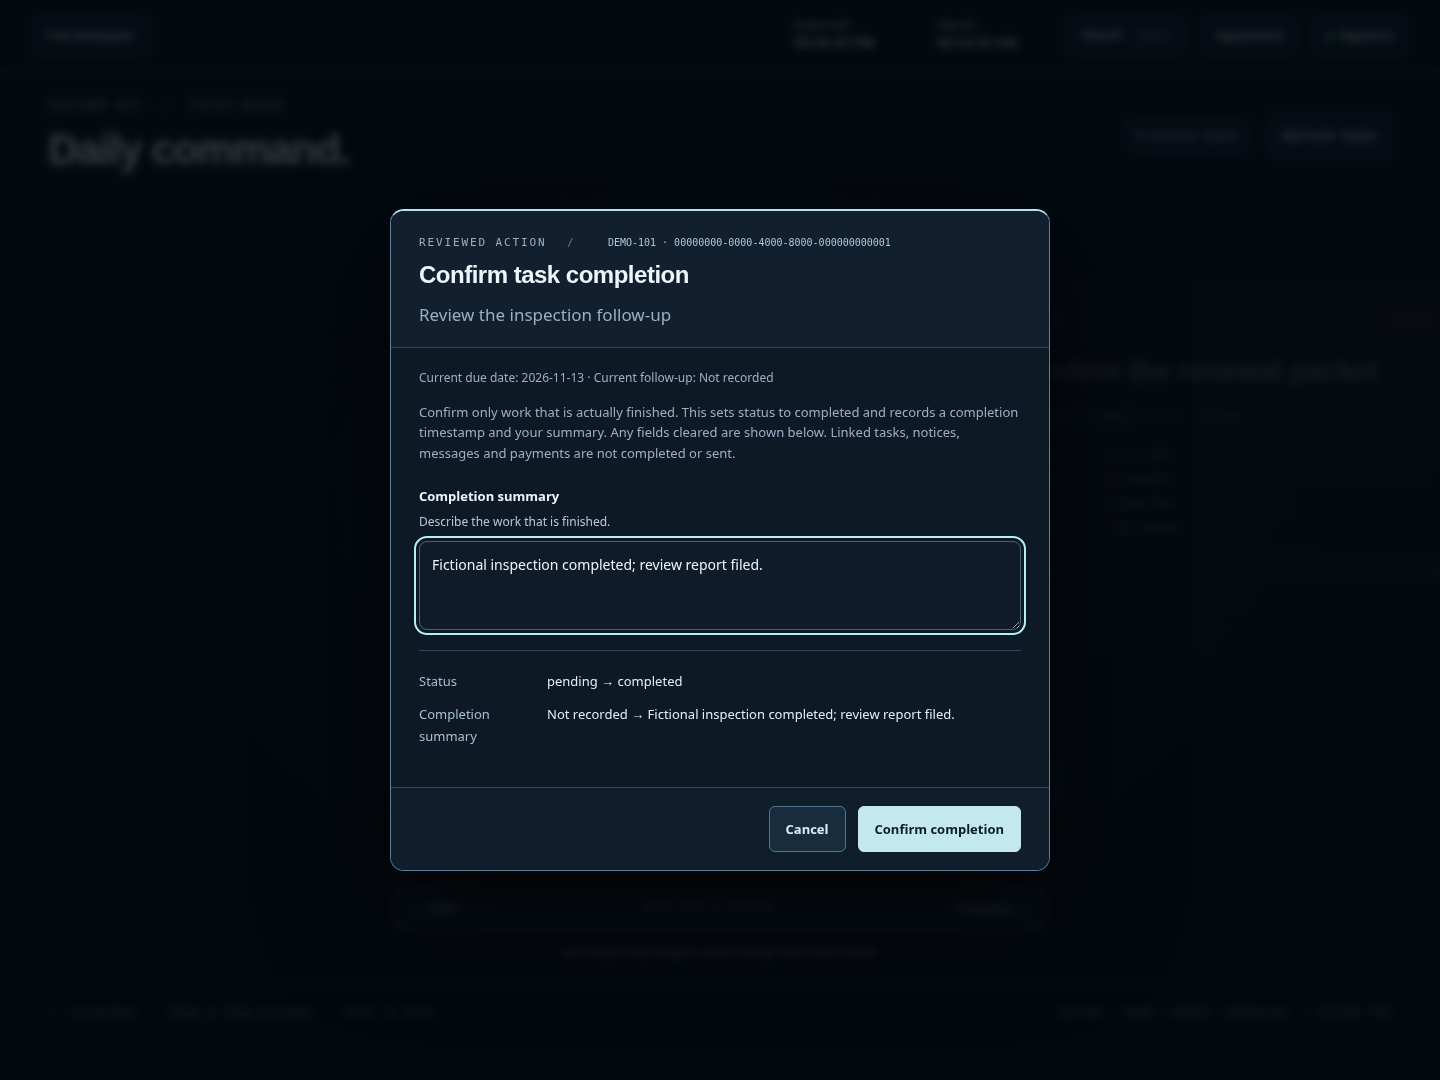 Daily command.
REVIEWED ACTION / DEMO-101 · 00000000-0000-4000-8000-000000000001
Confirm task completion
Review the inspection follow-up
Current due date: 2026-11-13 · Current follow-up: Not recorded
Confirm only work that is actually finished. This sets status to completed and records a completion
timestamp and your summary. Any fields cleared are shown below. Linked tasks, notices,
messages and payments are not completed or sent.
Completion summary
Describe the work that is finished.
Fictional inspection completed; review report filed.
Status pending → completed
Completion Not recorded → Fictional inspection completed; review report filed.
summary
Cancel Confirm completion